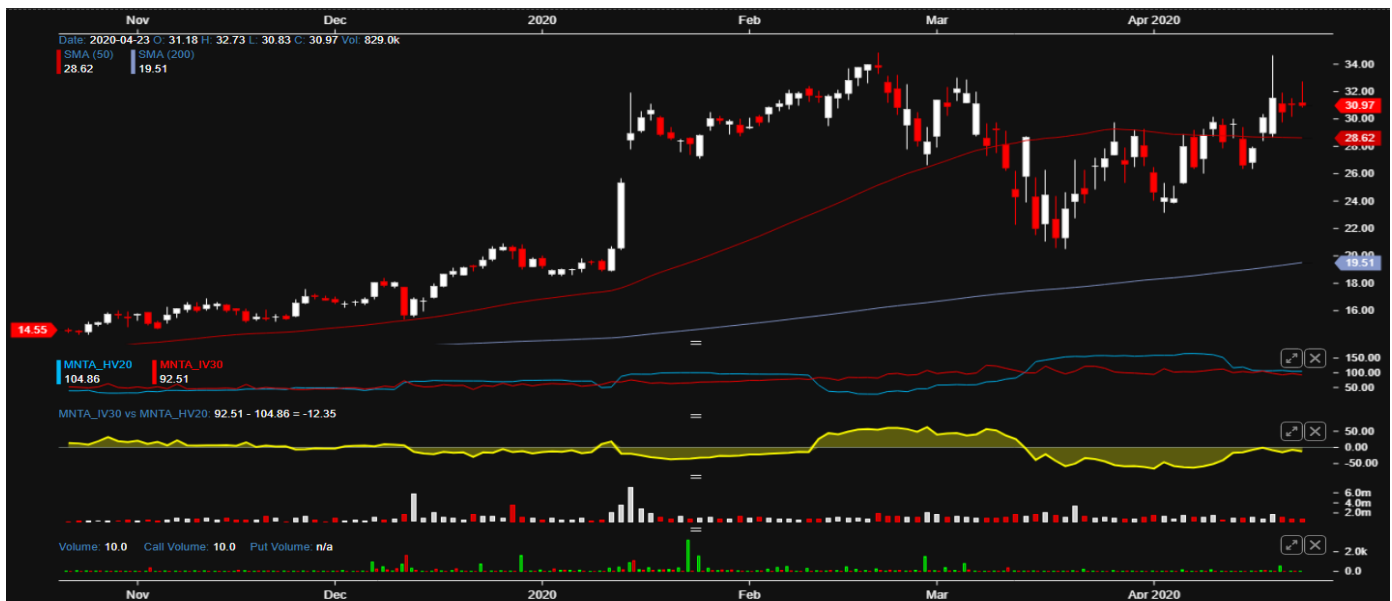 Nov Dec 2020 Feb Mar Apr 2020
Date: 2020-04-23 O: 31.18 H: 32.73 L: 30.83 C: 30.97 Vol: 829.0k
SMA (50) SMA (200)
28.62 19.51
34.00
32.00
30.97
30.00
28.62
28.00
26.00
24.00
22.00
20.00
19.51
18.00
16.00
14.55
MNTA_HV20 MNTA_IV30
104.86 92.51
150.00
100.00
50.00
MNTA_IV30 vs MNTA_HV20: 92.51 - 104.86 = -12.35
50.00
0.00
-50.00
6.0m
4.0m
2.0m
Volume: 10.0 Call Volume: 10.0 Put Volume: n/a
2.0k
0.0
Nov Dec 2020 Feb Mar Apr 2020